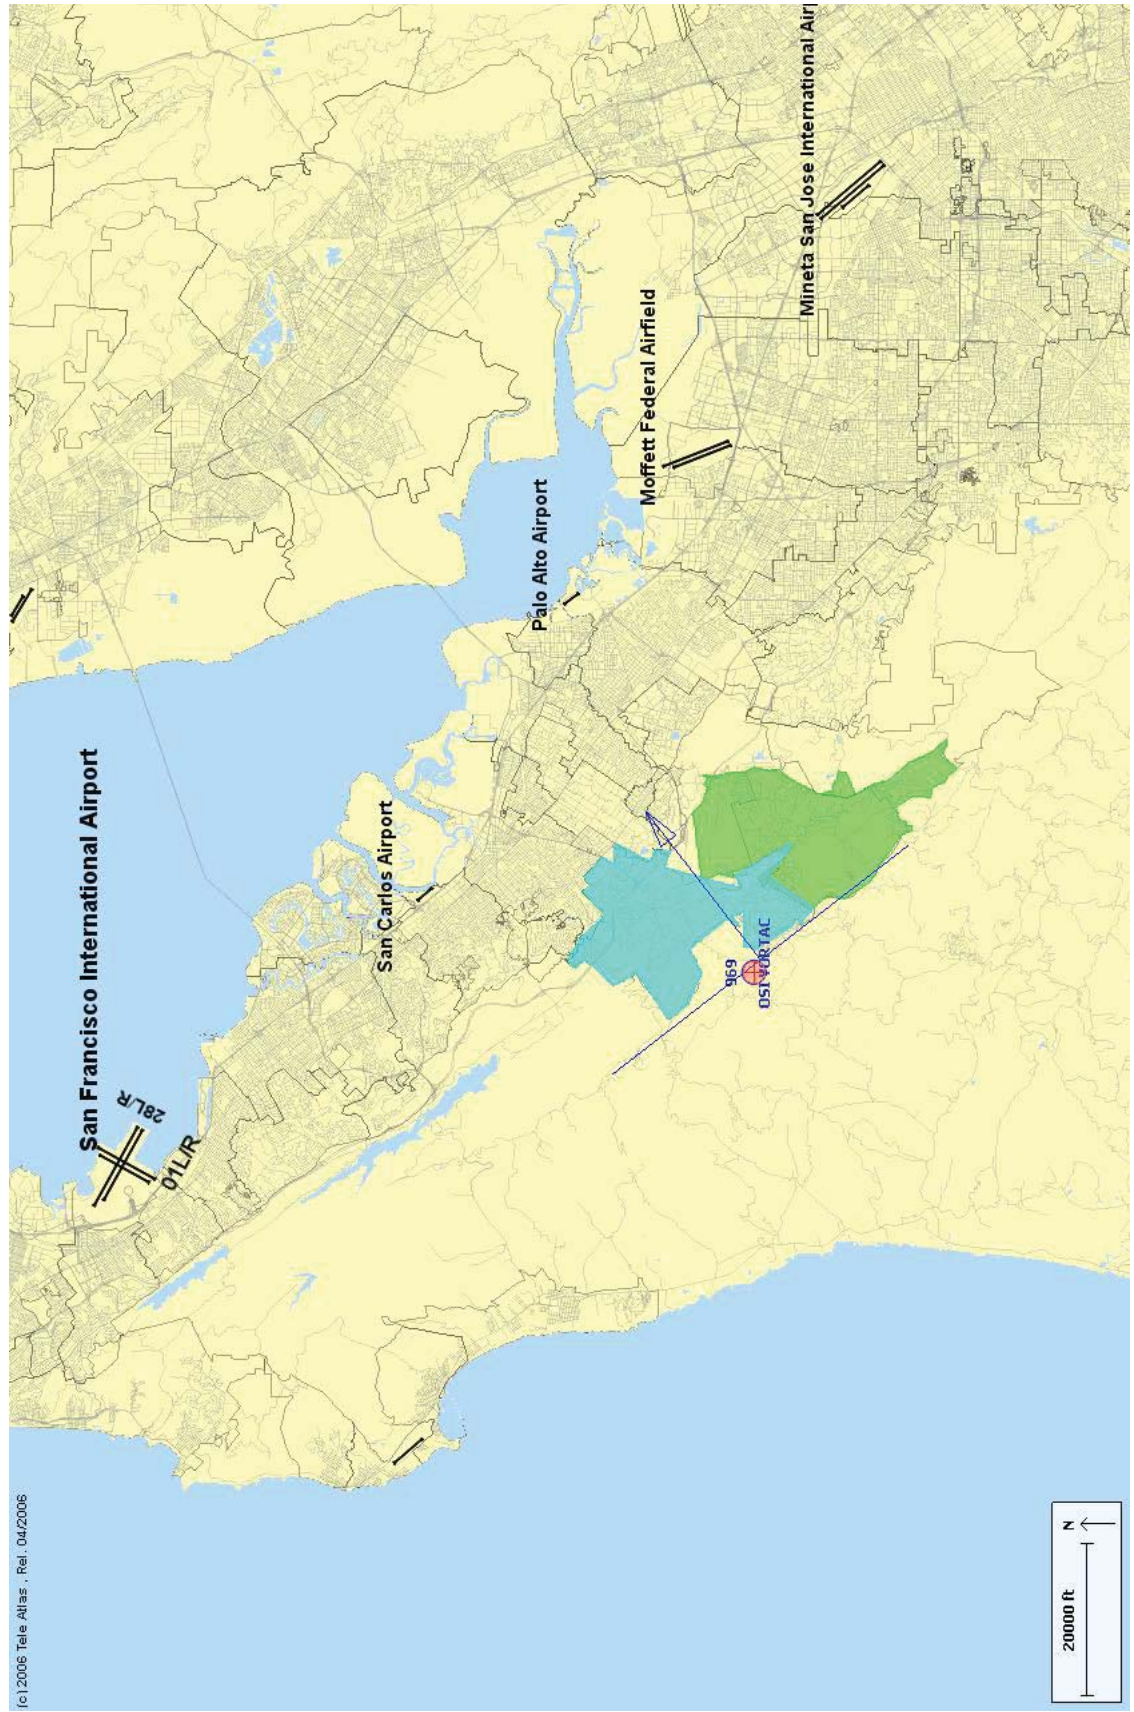 (c) 2006 Tele Atlas , Rel. 04/2006
San Francisco International Airport
28L/R
01L/R
San Carlos Airport
Palo Alto Airport
Moffett Federal Airfield
Mineta San Jose International Air
969
OSI VORTAC
20000 ft
N